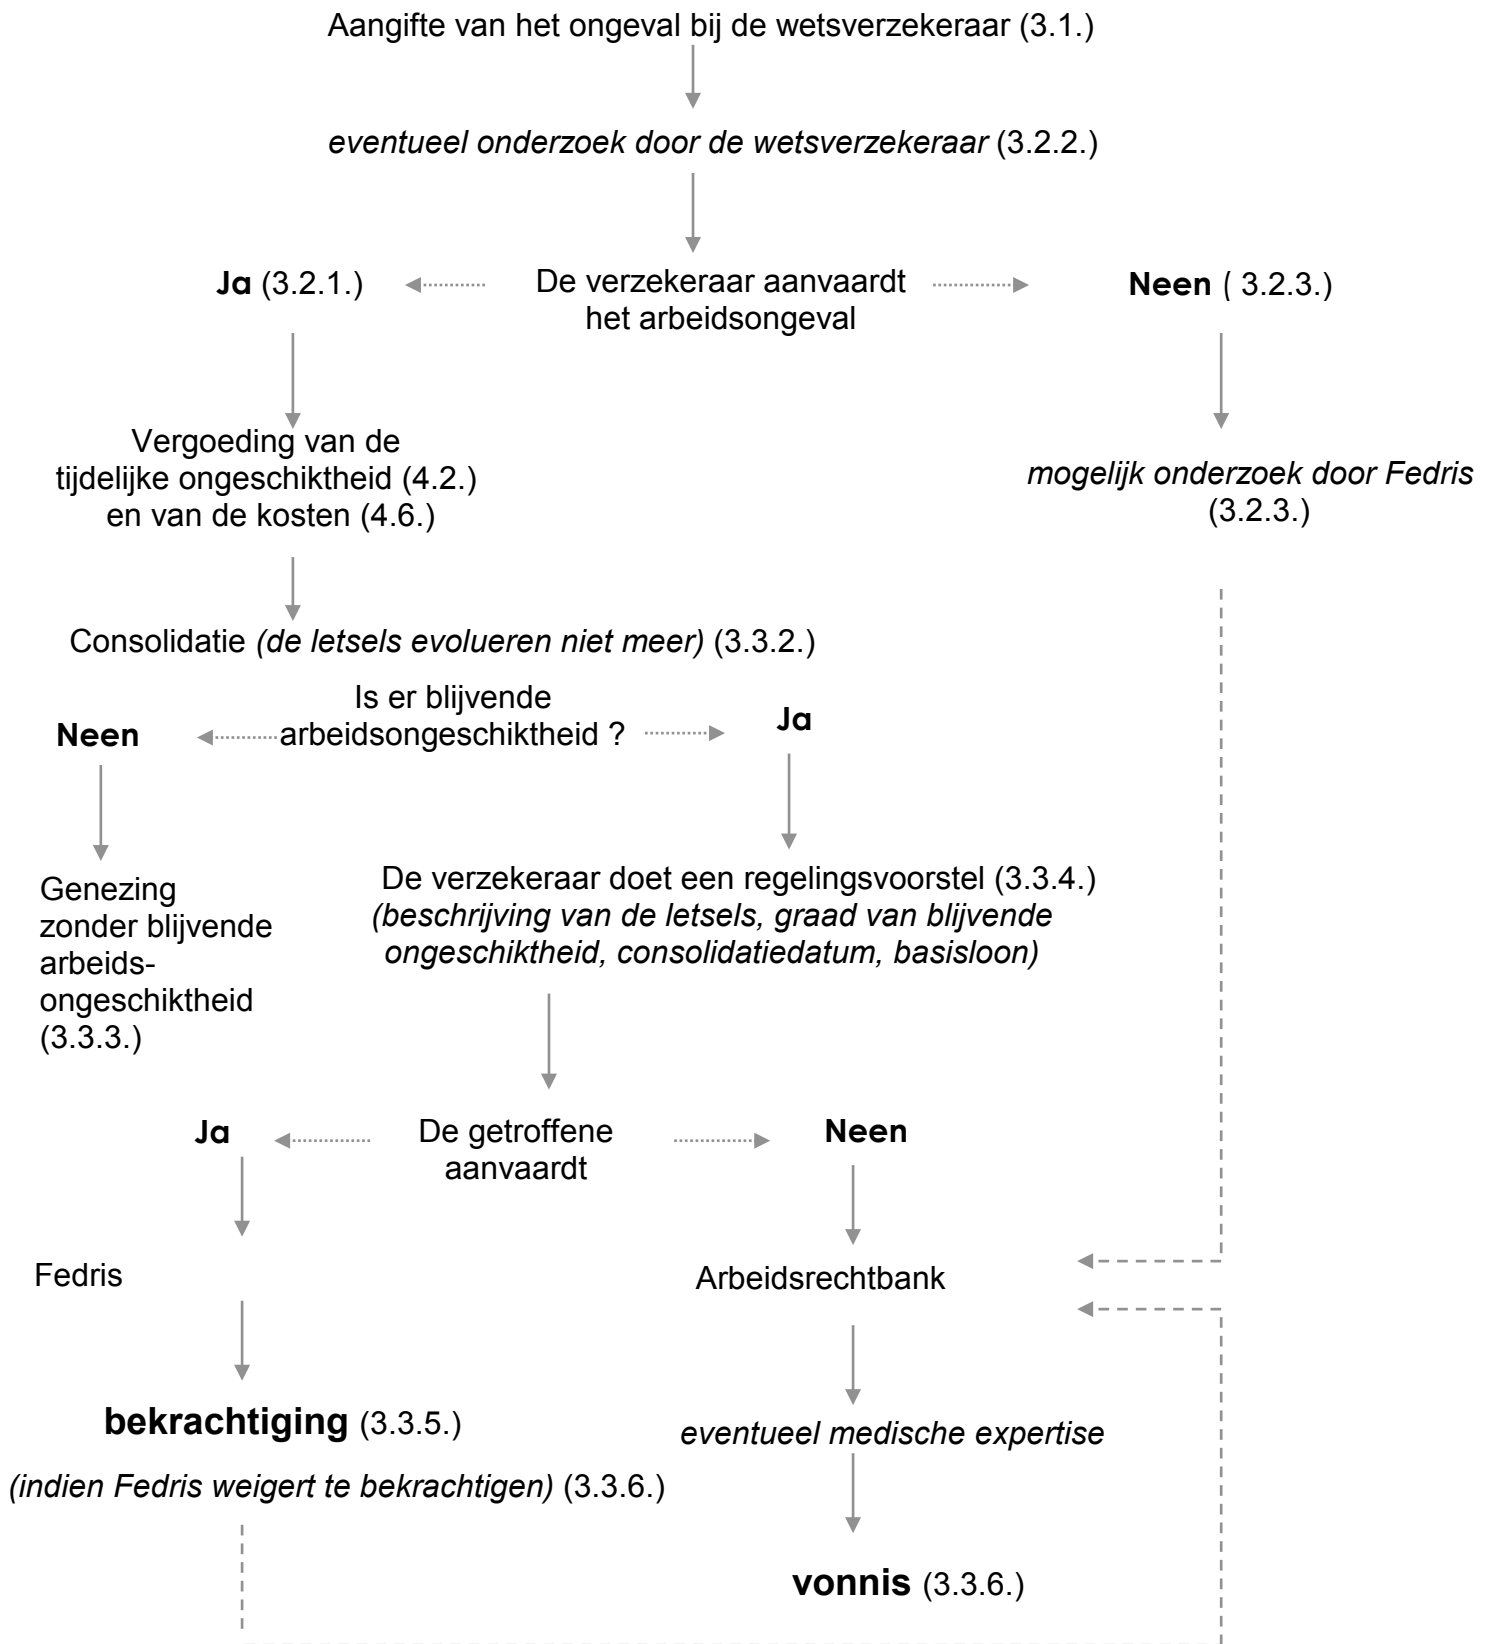 Aangifte van het ongeval bij de wetsverzekeraar (3.1.)
eventueel onderzoek door de wetsverzekeraar (3.2.2.)
Ja (3.2.1.)
De verzekeraar aanvaardt
het arbeidsongeval
Neen ( 3.2.3.)
Vergoeding van de
tijdelijke ongeschiktheid (4.2.)
en van de kosten (4.6.)
mogelijk onderzoek door Fedris
(3.2.3.)
Consolidatie (de letsels evolueren niet meer) (3.3.2.)
Is er blijvende
arbeidsongeschiktheid ?
Neen
Ja
Genezing
zonder blijvende
arbeids-
ongeschiktheid
(3.3.3.)
De verzekeraar doet een regelingsvoorstel (3.3.4.)
(beschrijving van de letsels, graad van blijvende
ongeschiktheid, consolidatiedatum, basisloon)
Ja
De getroffene
aanvaardt
Neen
Fedris
Arbeidsrechtbank
bekrachtiging (3.3.5.)
(indien Fedris weigert te bekrachtigen) (3.3.6.)
eventueel medische expertise
vonnis (3.3.6.)